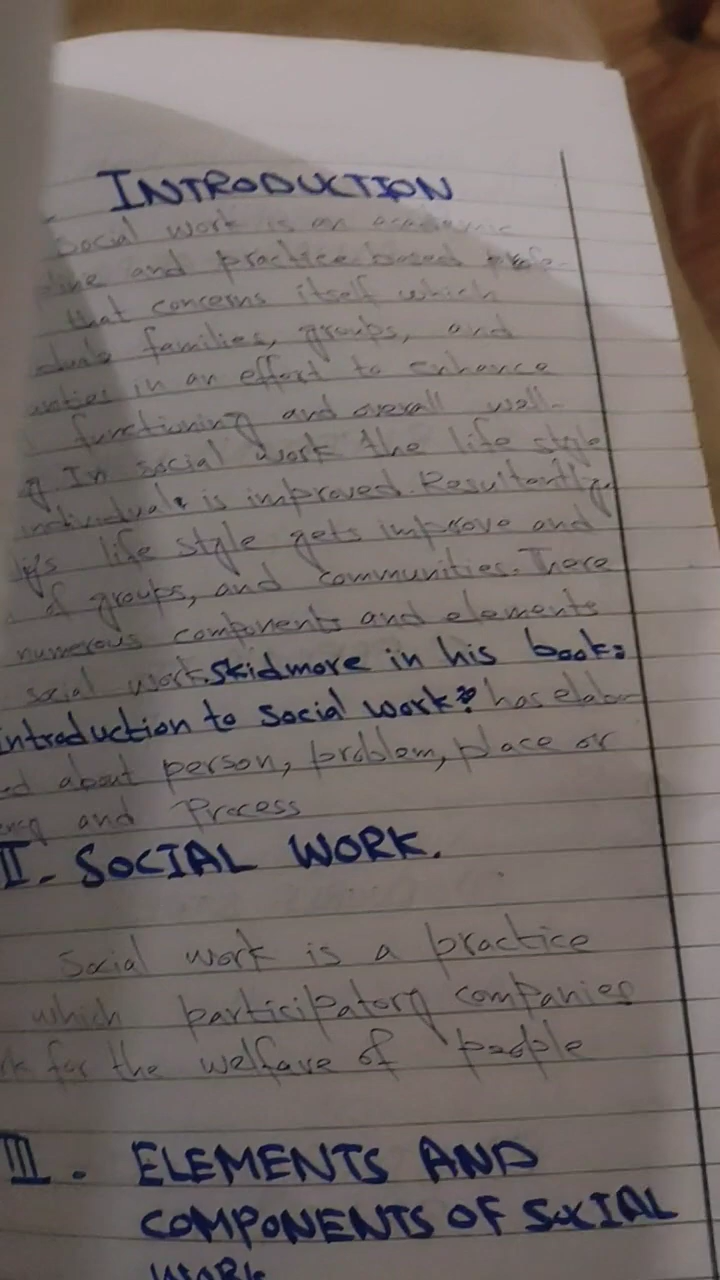 INTRODUCTION
Social work is an academic
and practice based
that concerns itself which
families, groups, and
in an effort to enhance
functioning and overall well-
In social work the life style
individuals is improved. Resultantly,
life style gets improve and
of groups, and communities. There
numerous components and elements
social work. Skidmore in his book:
introduction to social work? has elabor
ed about person, problem, place or
and Process
II- SOCIAL WORK.
Social work is a practice
which participatory companies
for the welfare of people
III. ELEMENTS AND
COMPONENTS OF SOCIAL
WORK